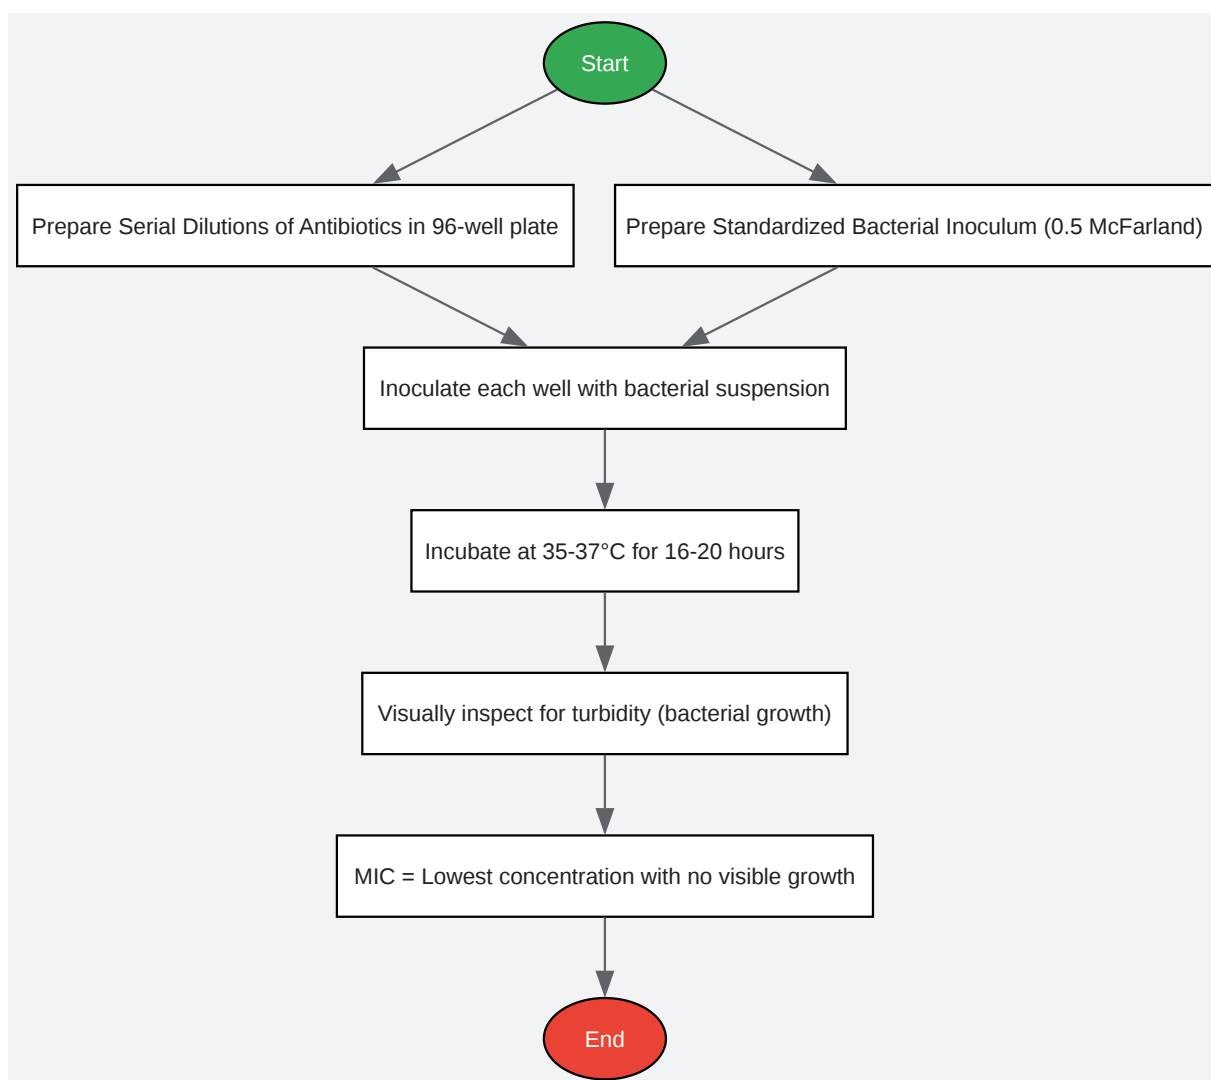 Start
Prepare Serial Dilutions of Antibiotics in 96-well plate
Prepare Standardized Bacterial Inoculum (0.5 McFarland)
Inoculate each well with bacterial suspension
Incubate at 35-37°C for 16-20 hours
Visually inspect for turbidity (bacterial growth)
MIC = Lowest concentration with no visible growth
End